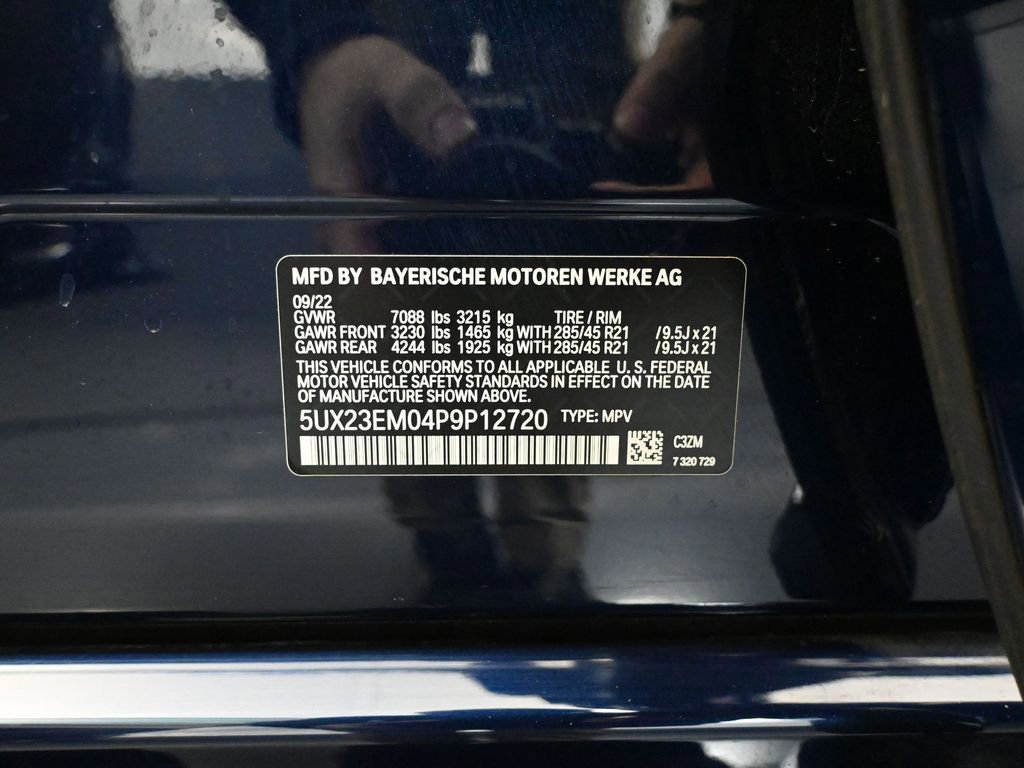 MFD BY BAYERISCHE MOTOREN WERKE AG
09/22
GVWR 7088 lbs 3215 kg TIRE / RIM
GAWR FRONT 3230 lbs 1465 kg WITH 285/45 R21 /9.5J x 21
GAWR REAR 4244 lbs 1925 kg WITH 285/45 R21 /9.5J x 21
THIS VEHICLE CONFORMS TO ALL APPLICABLE U. S. FEDERAL
MOTOR VEHICLE SAFETY STANDARDS IN EFFECT ON THE DATE
OF MANUFACTURE SHOWN ABOVE.
5UX23EM04P9P12720 TYPE: MPV
C3ZM
7 320 729